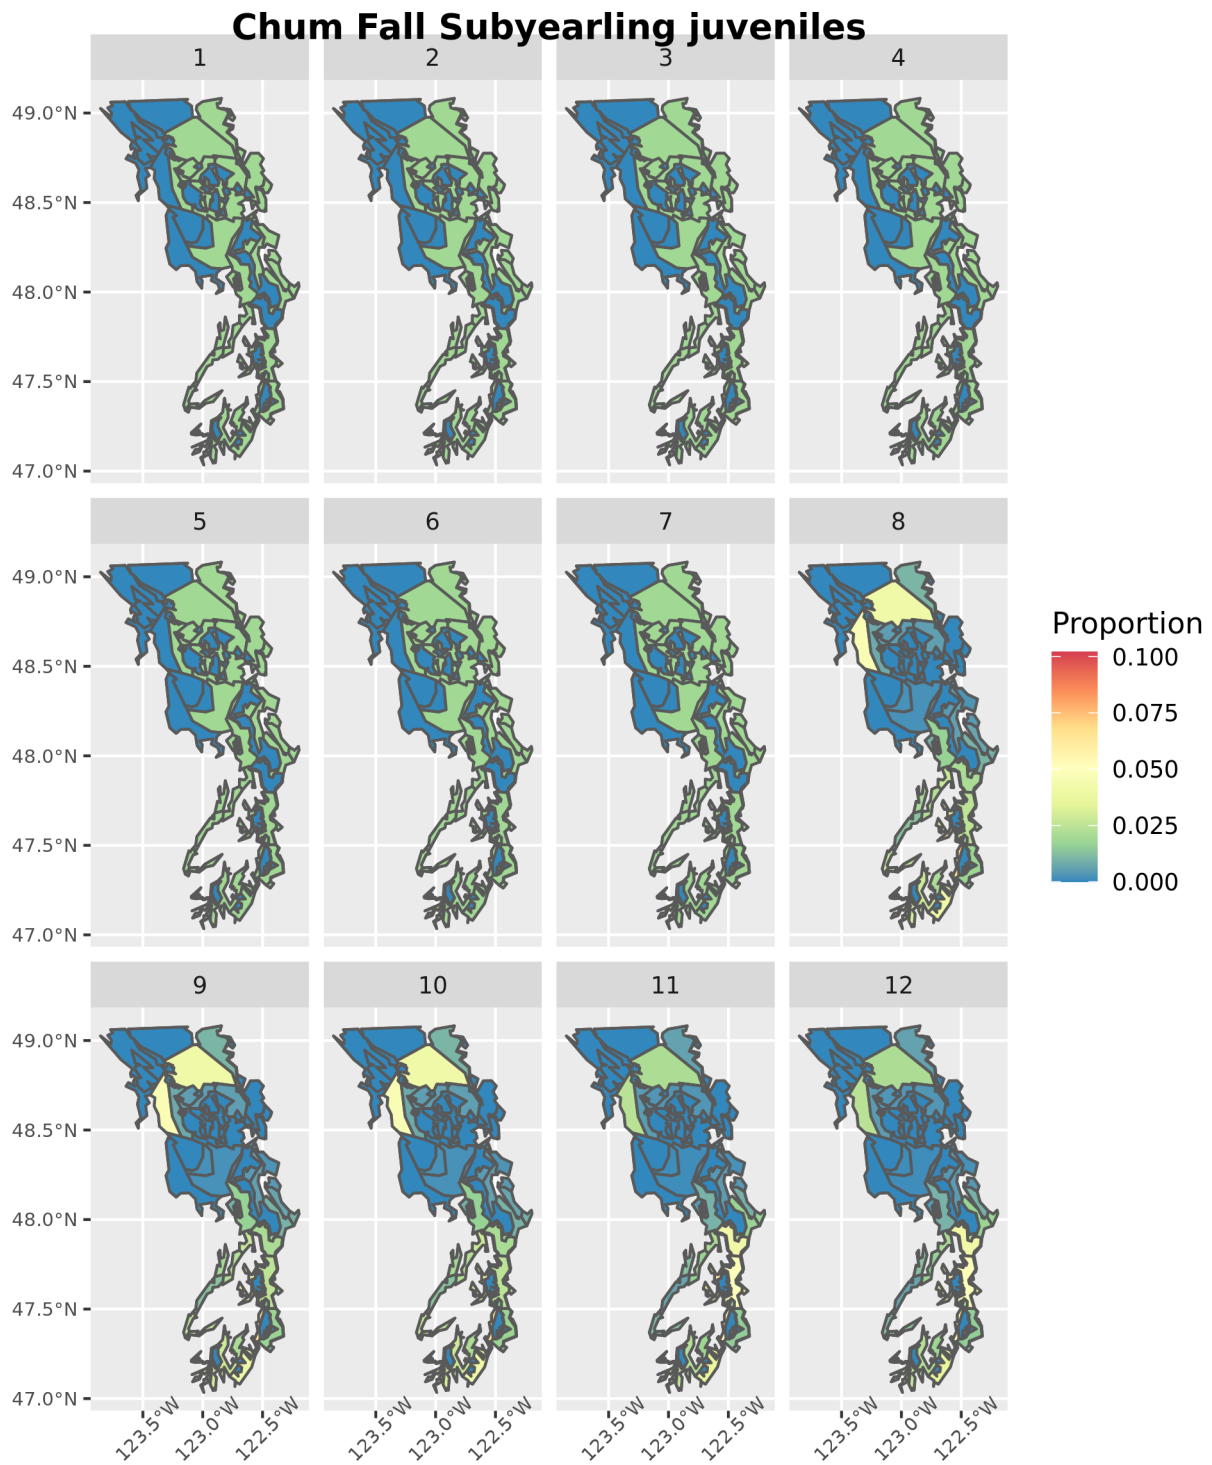 Chum Fall Subyearling juveniles
1 2 3 4
49.0°N
48.5°N
48.0°N
47.5°N
47.0°N
5 6 7 8
49.0°N
48.5°N
48.0°N
47.5°N
47.0°N
Proportion
0.100
0.075
0.050
0.025
0.000
9 10 11 12
49.0°N
48.5°N
48.0°N
47.5°N
47.0°N
123.5°W 123.0°W 122.5°W 123.5°W 123.0°W 122.5°W 123.5°W 123.0°W 122.5°W 123.5°W 123.0°W 122.5°W